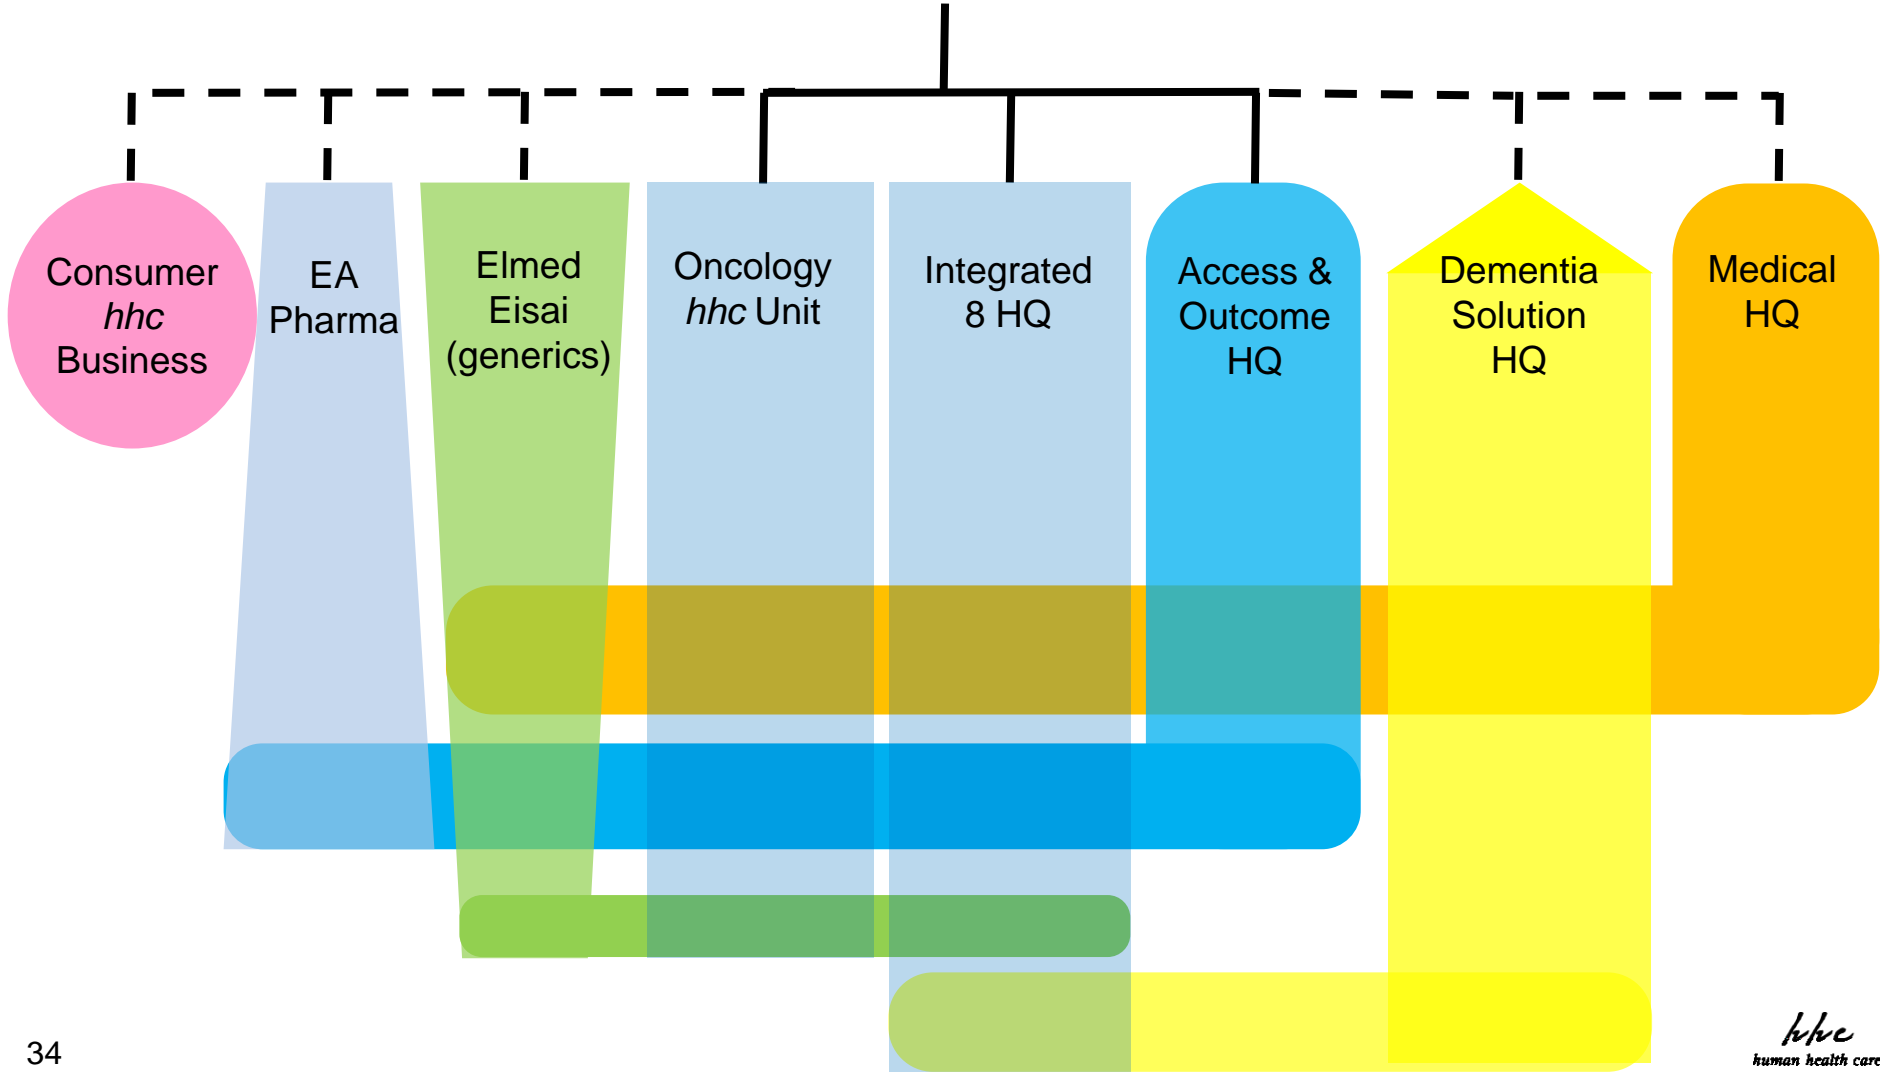 Consumer
hhc
Business
EA
Pharma
Elmed
Eisai
(generics)
Oncology
hhc Unit
Integrated
8 HQ
Access &
Outcome
HQ
Dementia
Solution
HQ
Medical
HQ
34
hhc
human health care